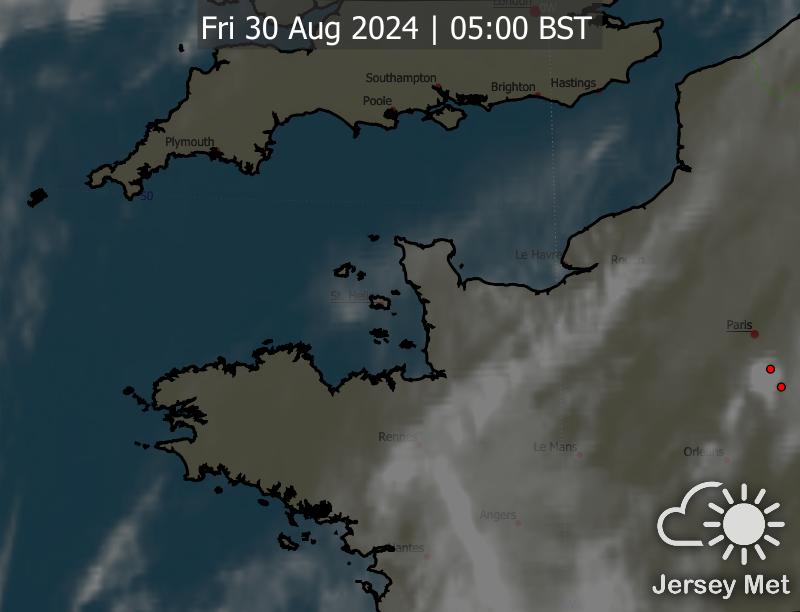 London
Fri 30 Aug 2024 | 05:00 BST
Southampton
Brighton
Hastings
Poole
Plymouth
50
Le Havre
Rouen
St. Helier
Paris
Rennes
Le Mans
Orleans
Angers
Nantes
Jersey Met